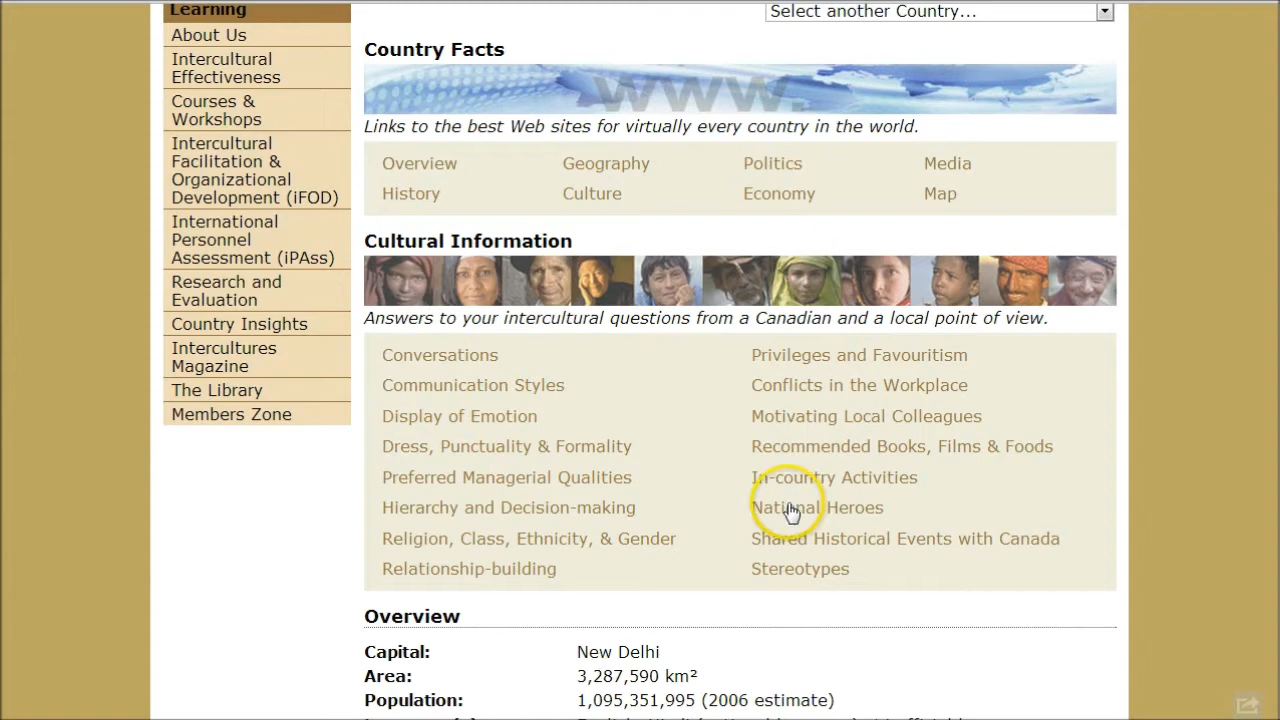 Learning
About Us
Intercultural
Effectiveness
Courses &
Workshops
Intercultural
Facilitation &
Organizational
Development (iFOD)
International
Personnel
Assessment (iPAss)
Research and
Evaluation
Country Insights
Intercultures
Magazine
The Library
Members Zone
Select another Country...
Country Facts
www.
Links to the best Web sites for virtually every country in the world.
Overview Geography Politics Media
History Culture Economy Map
Cultural Information
Answers to your intercultural questions from a Canadian and a local point of view.
Conversations Privileges and Favouritism
Communication Styles Conflicts in the Workplace
Display of Emotion Motivating Local Colleagues
Dress, Punctuality & Formality Recommended Books, Films & Foods
Preferred Managerial Qualities In-country Activities
Hierarchy and Decision-making National Heroes
Religion, Class, Ethnicity, & Gender Shared Historical Events with Canada
Relationship-building Stereotypes
Overview
Capital: New Delhi
Area: 3,287,590 km²
Population: 1,095,351,995 (2006 estimate)